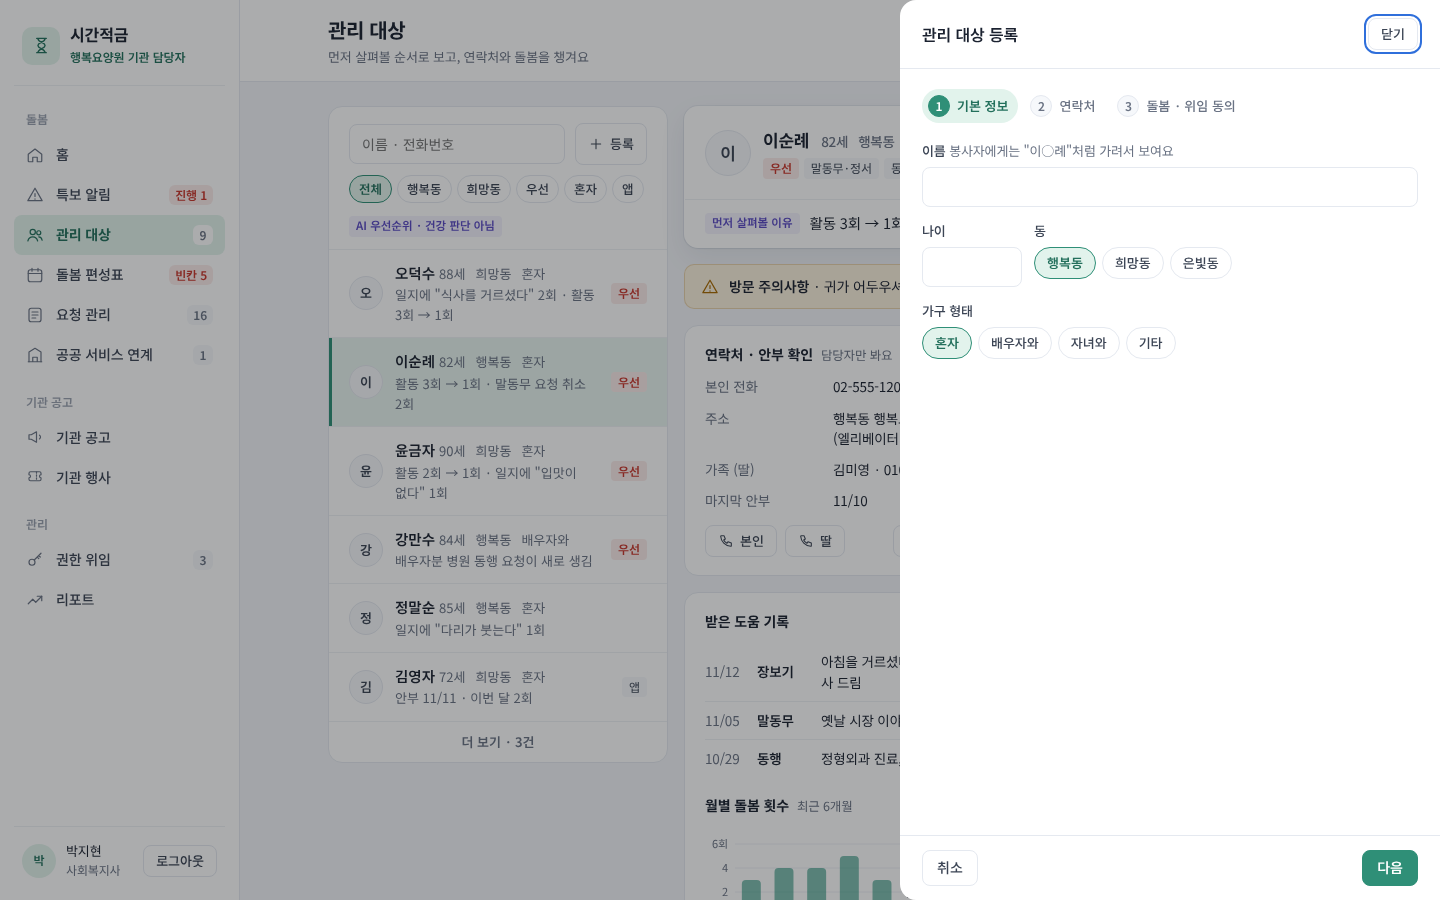 시간적금
행복요양원 기관 담당자
돌봄
홈
특보 알림 진행 1
관리 대상 9
돌봄 편성표 빈칸 5
요청 관리 16
공공 서비스 연계 1
기관 공고
기관 공고
기관 행사
관리
권한 위임 3
리포트
박 박지현
사회복지사
로그아웃
관리 대상
먼저 살펴볼 순서로 보고, 연락처와 돌봄을 챙겨요
이름 · 전화번호
+ 등록
전체 행복동 희망동 우선 혼자 앱
AI 우선순위 · 건강 판단 아님
오 오덕수 88세 희망동 혼자
일지에 "식사를 거르셨다" 2회 · 활동
3회 → 1회
우선
이 이순례 82세 행복동 혼자
활동 3회 → 1회 · 말동무 요청 취소
2회
우선
윤 윤금자 90세 희망동 혼자
활동 2회 → 1회 · 일지에 "입맛이
없다" 1회
우선
강 강만수 84세 행복동 배우자와
배우자분 병원 동행 요청이 새로 생김
우선
정 정말순 85세 행복동 혼자
일지에 "다리가 붓는다" 1회
김 김영자 72세 희망동 혼자
안부 11/11 · 이번 달 2회
앱
더 보기 · 3건
이 이순례 82세 행복동
우선 말동무·정서
먼저 살펴볼 이유 활동 3회 → 1회
방문 주의사항 · 귀가 어두우셔
연락처 · 안부 확인 담당자만 봐요
본인 전화 02-555-120
주소 행복동 행복
(엘리베이터
가족 (딸) 김미영 · 010
마지막 안부 11/10
본인 딸
받은 도움 기록
11/12 장보기 아침을 거르셨
사 드림
11/05 말동무 옛날 시장 이야
10/29 동행 정형외과 진료,
월별 돌봄 횟수 최근 6개월
6회
4
2
관리 대상 등록
닫기
1 기본 정보 2 연락처 3 돌봄 · 위임 동의
이름 봉사자에게는 "이○례"처럼 가려서 보여요
나이 동
행복동 희망동 은빛동
가구 형태
혼자 배우자와 자녀와 기타
취소 다음